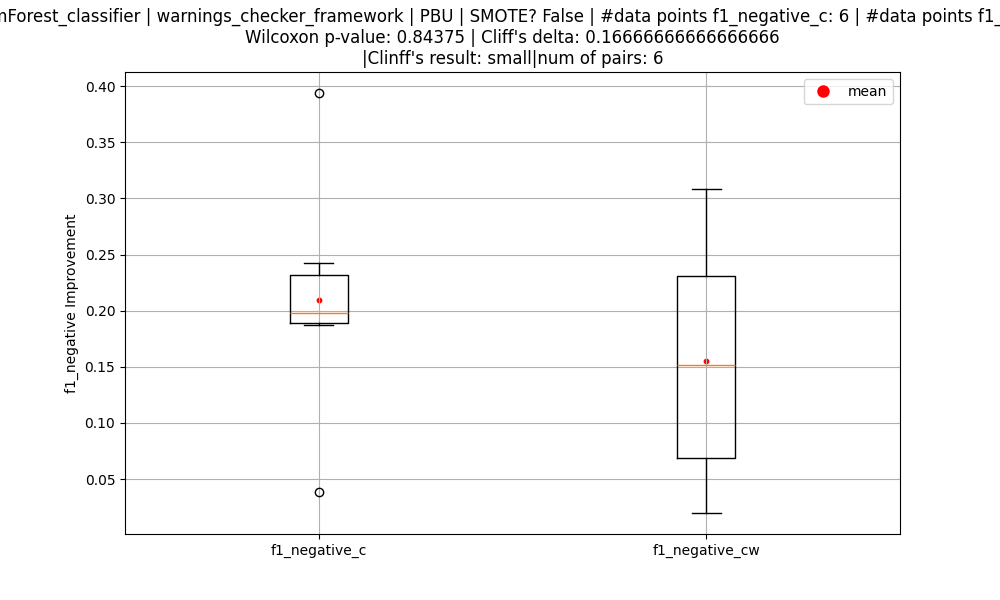 nForest_classifier | warnings_checker_framework | PBU | SMOTE? False | #data points f1_negative_c: 6 | #data points f1_
Wilcoxon p-value: 0.84375 | Cliff's delta: 0.16666666666666666
|Clinff's result: small|num of pairs: 6
mean
0.40
0.35
0.30
0.25
0.20
0.15
0.10
0.05
f1_negative Improvement
f1_negative_c
f1_negative_cw